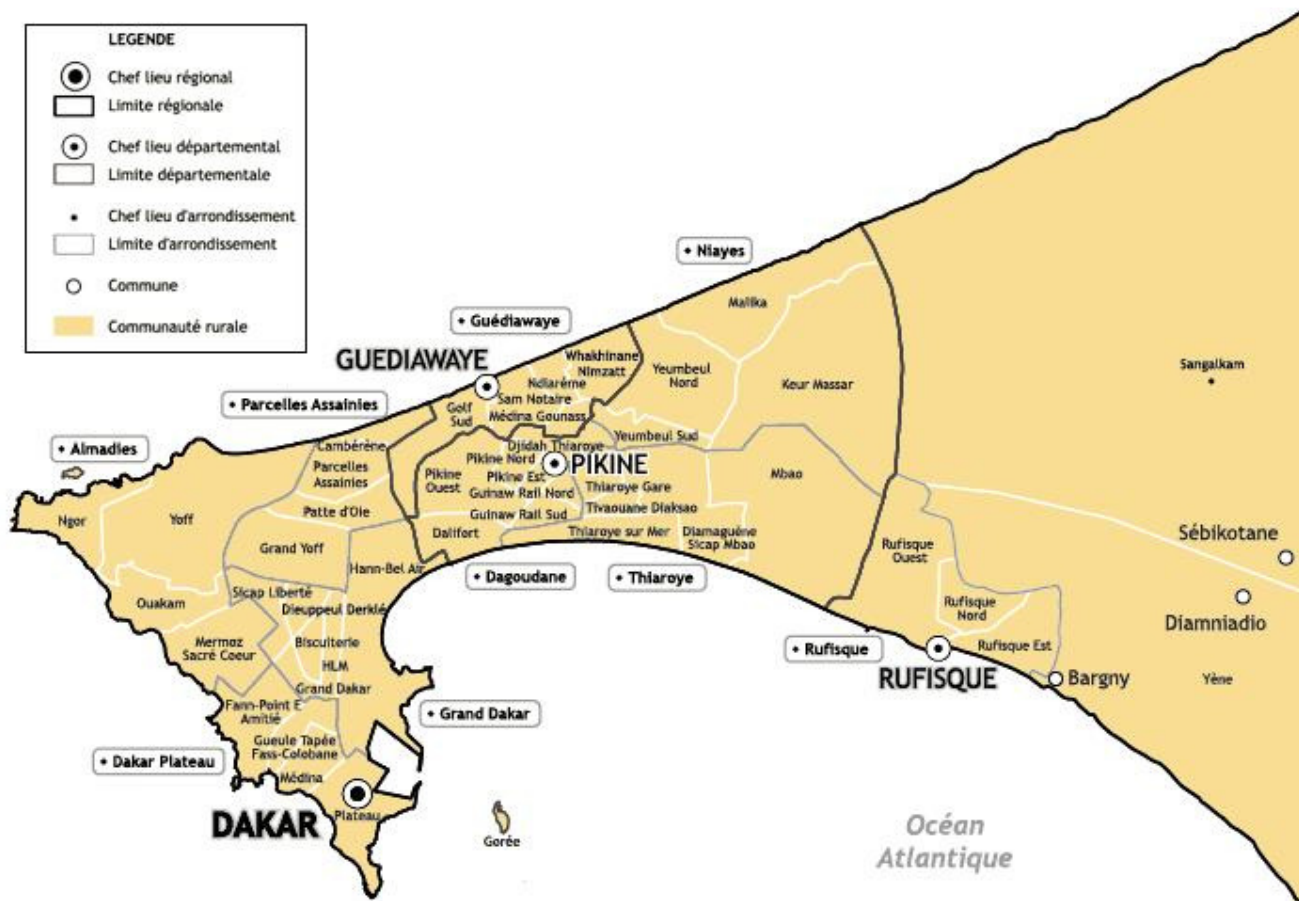 LEGENDE
Chef lieu régional
Limite régionale
Chef lieu départemental
Limite départementale
Chef lieu d'arrondissement
Limite d'arrondissement
Commune
Communauté rurale
• Niayes
Malika
• Guédiawaye
GUEDIAWAYE
Whakhinane
Nimzatt
Ndiarème
Sam Notaire
Médina Gounass
Golf
Sud
Yeumbeul
Nord
Keur Massar
Sangalkam
• Parcelles Assainies
Yeumbeul Sud
• Almadies
Cambérène
Parcelles
Assainies
Patte d'Oie
Djidah Thiaroye
Pikine Nord
PIKINE
Pikine
Ouest
Pikine Est
Guinaw Rail Nord
Guinaw Rail Sud
Thiaroye Gare
Tivaouane Diaksao
Thiaroye sur Mer
Diamaguène
Sicap Mbao
Mbao
Dalifort
Ngor
Yoff
Grand Yoff
Hann-Bel Air
• Dagoudane
• Thiaroye
Rufisque
Ouest
Sébikotane
Diamniadio
Ouakam
Sicap Liberté
Dieuppeul Derklé
Rufisque
Nord
Rufisque Est
Mermoz
Sacré Coeur
Biscuiterie
HLM
Grand Dakar
• Rufisque
RUFISQUE
Bargny
Yène
Fann-Point E
Amitié
• Grand Dakar
Gueule Tapée
Fass-Colobane
• Dakar Plateau
Médina
Plateau
DAKAR
Gorée
Océan
Atlantique